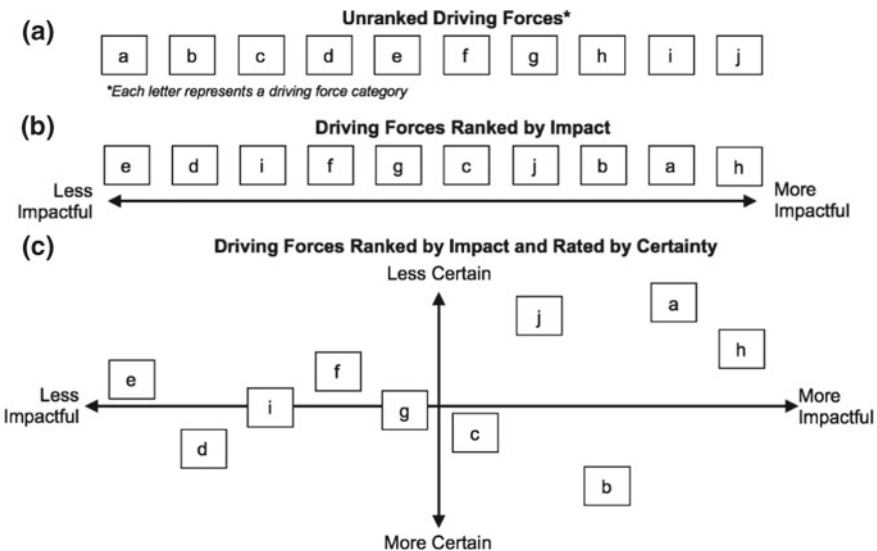 (a)
Unranked Driving Forces*
a b c d e f g h i j
*Each letter represents a driving force category
(b)
Driving Forces Ranked by Impact
e d i f g c j b a h
Less
Impactful
More
Impactful
(c)
Driving Forces Ranked by Impact and Rated by Certainty
Less Certain
a
j
h
f
e
Less
Impactful
i
g
More
Impactful
c
d
b
More Certain